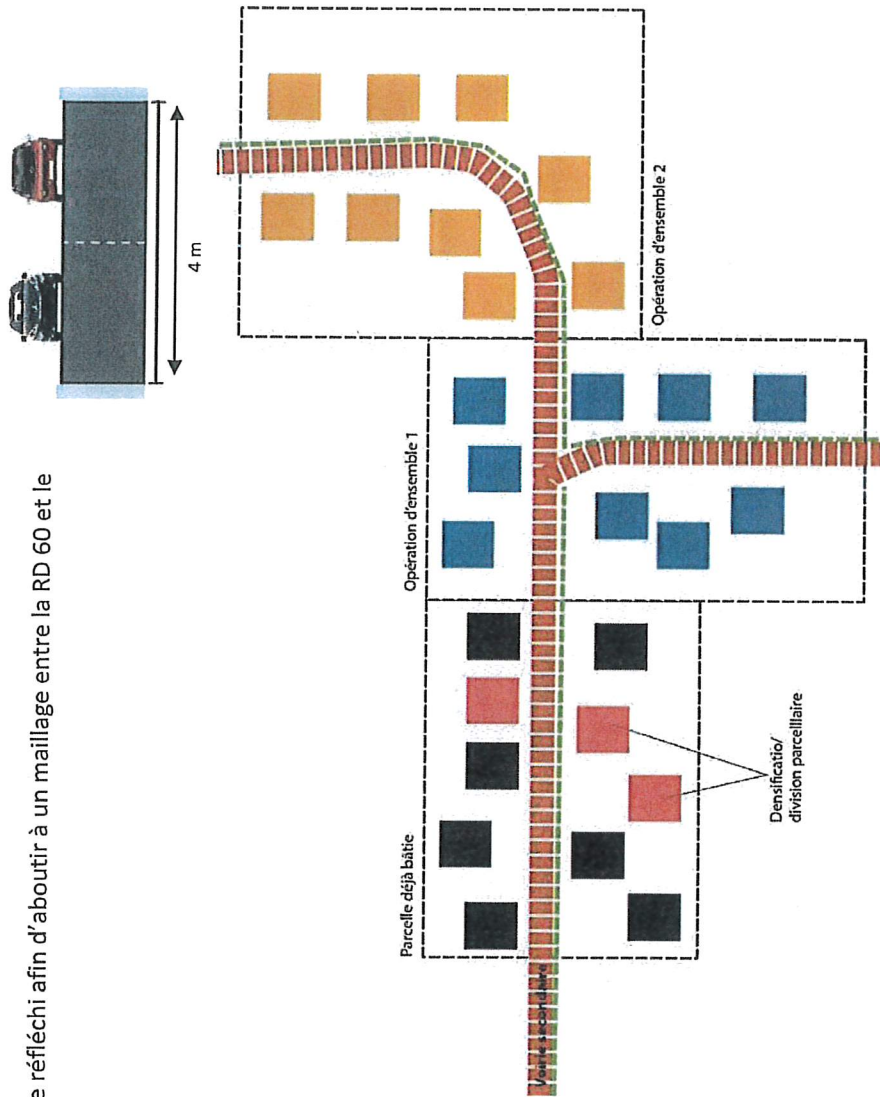 e réfléchi afin d'aboutir à un maillage entre la RD 60 et le
4 m
Opération d'ensemble 2
Opération d'ensemble 1
Parcelle déjà bâtie
Voirie secondaire
Densificatio/
division parcelllaire